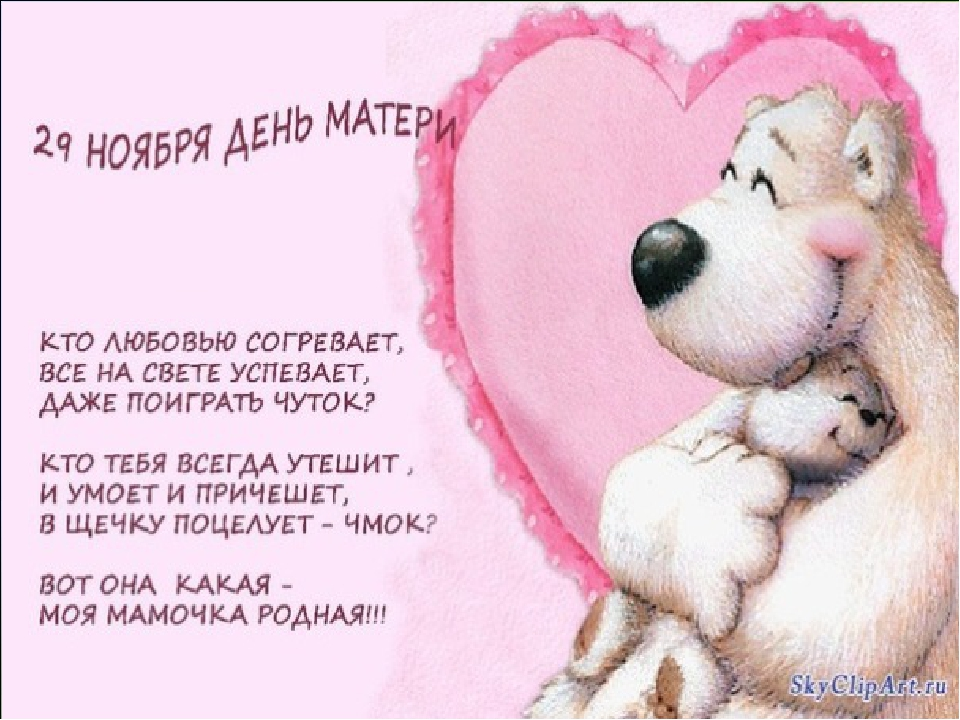 29 НОЯБРЯ ДЕНЬ МАТЕРИ
КТО ЛЮБОВЬЮ СОГРЕВАЕТ,
ВСЕ НА СВЕТЕ УСПЕВАЕТ,
ДАЖЕ ПОИГРАТЬ ЧУТОК?
КТО ТЕБЯ ВСЕГДА УТЕШИТ ,
И УМОЕТ И ПРИЧЕШЕТ,
В ЩЕЧКУ ПОЦЕЛУЕТ - ЧМОК?
ВОТ ОНА КАКАЯ -
МОЯ МАМОЧКА РОДНАЯ!!!
SkyClipArt.ru